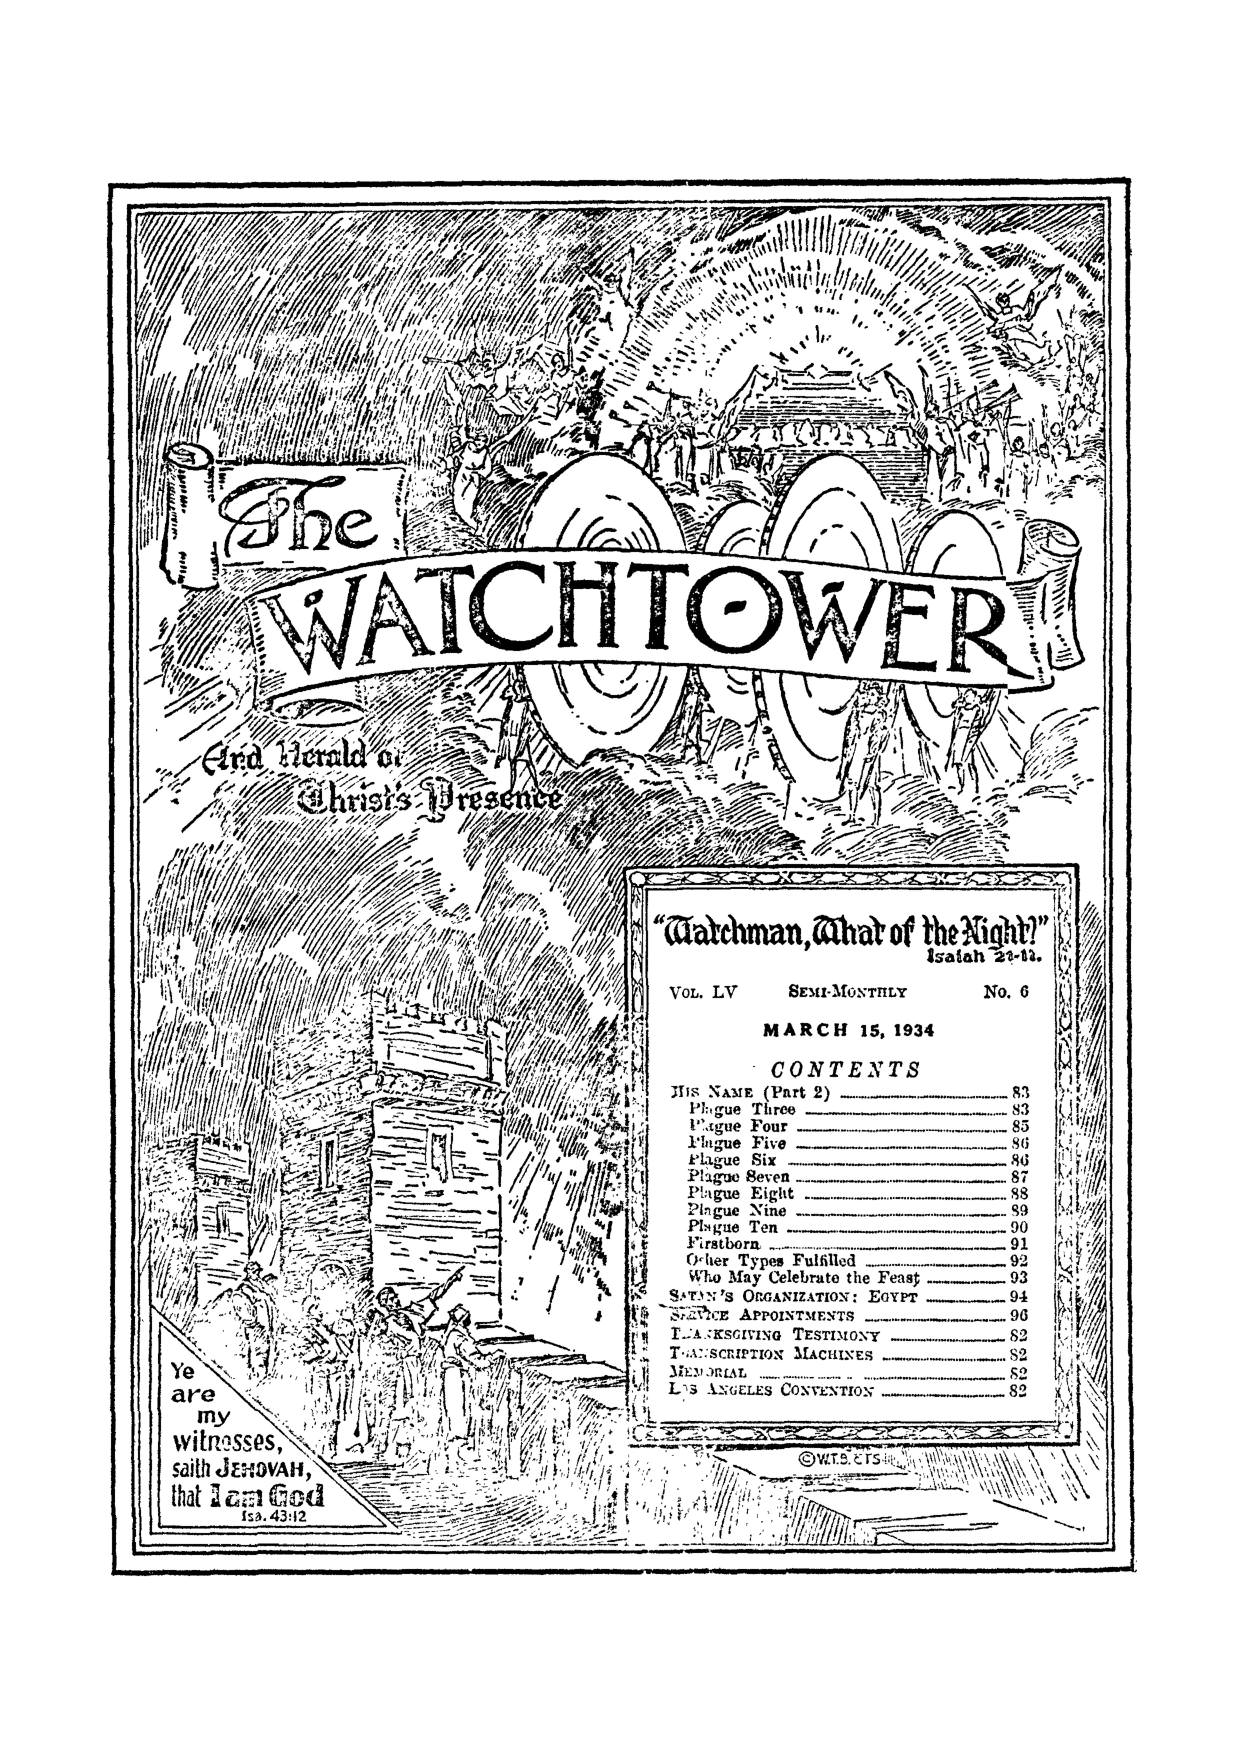 The
WATCHTOWER
And Herald of
Christ's Presence
"Watchman, What of the Night?"
Isaiah 21-11.
VOL. LV SEMI-MONTHLY No. 6
MARCH 15, 1934
CONTENTS
HIS NAME (Part 2) 83
Plague Three 83
Plague Four 85
Plague Five 86
Plague Six 86
Plague Seven 87
Plague Eight 88
Plague Nine 89
Plague Ten 90
Firstborn 91
Other Types Fulfilled 92
Who May Celebrate the Feast 93
SATAN'S ORGANIZATION: EGYPT 94
SERVICE APPOINTMENTS 96
THANKSGIVING TESTIMONY 82
TRANSCRIPTION MACHINES 82
MEMORIAL 82
LOS ANGELES CONVENTION 82
Ye
are
my
witnesses,
saith JEHOVAH,
that I am God
Isa. 43:12
©W.T.B.&T.S